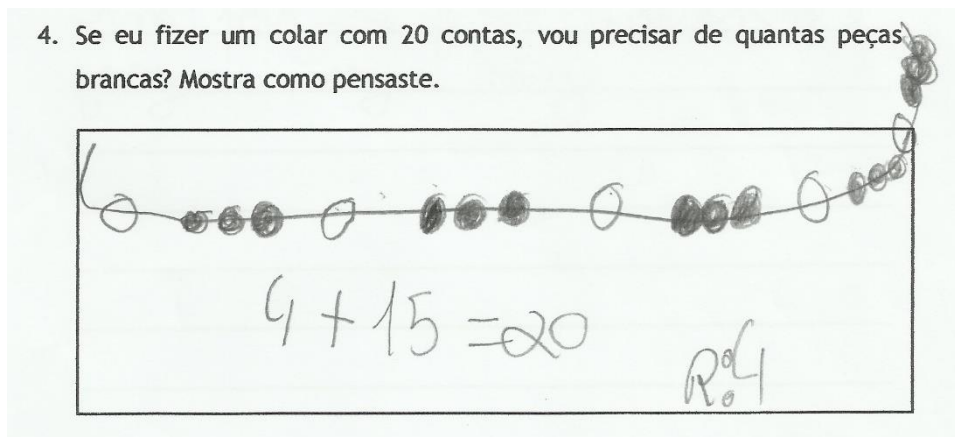 4. Se eu fizer um colar com 20 contas, vou precisar de quantas peças
brancas? Mostra como pensaste.
4 + 15 = 20
R: 4